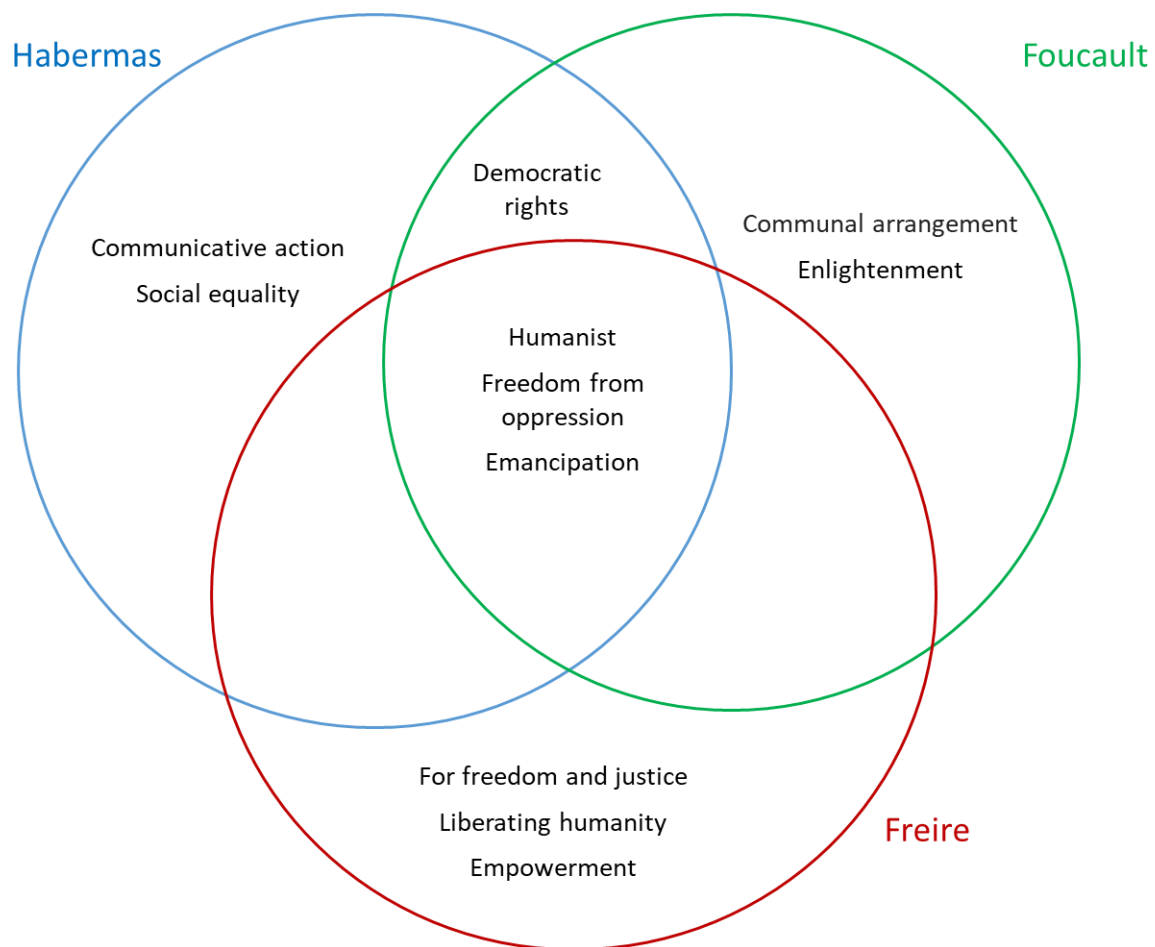 Habermas
Foucault
Democratic
rights
Communal arrangement
Communicative action
Enlightenment
Social equality
Humanist
Freedom from
oppression
Emancipation
For freedom and justice
Liberating humanity
Freire
Empowerment